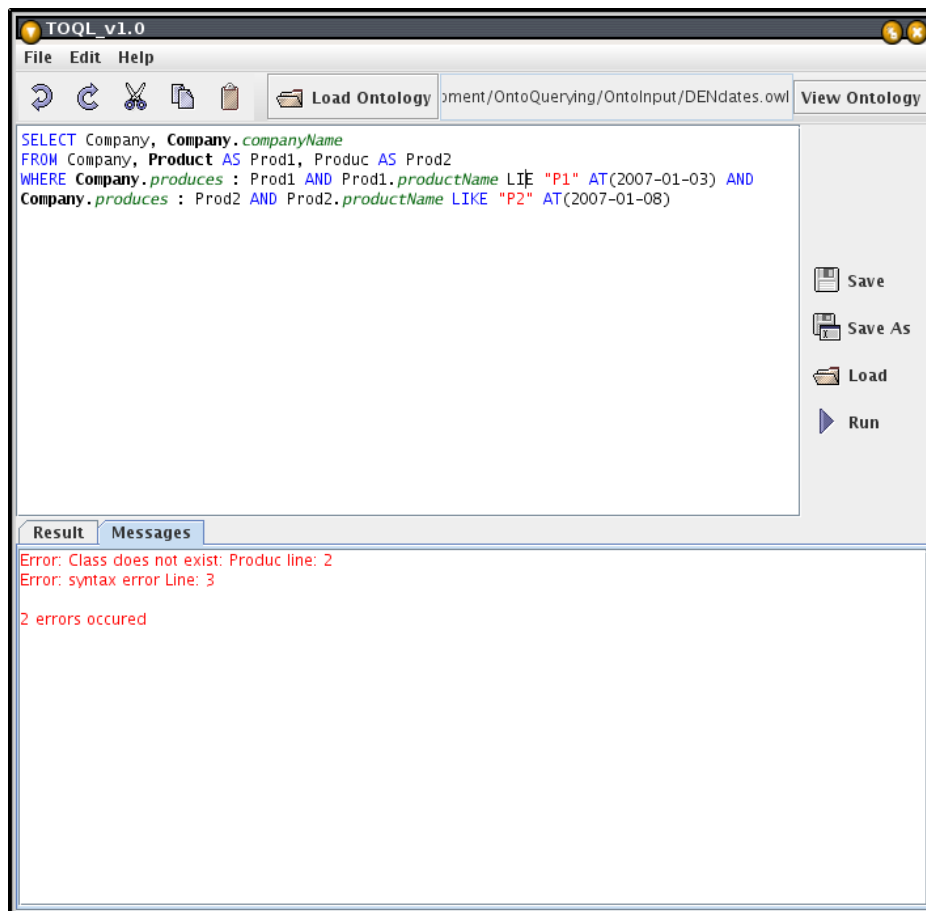 TOQL_v1.0
File Edit Help
Load Ontology ment/OntoQuerying/OntoInput/DENdates.owl View Ontology
SELECT Company, Company.companyName
FROM Company, Product AS Prod1, Produc AS Prod2
WHERE Company.produces : Prod1 AND Prod1.productName LIE "P1" AT(2007-01-03) AND
Company.produces : Prod2 AND Prod2.productName LIKE "P2" AT(2007-01-08)
Save
Save As
Load
Run
Result Messages
Error: Class does not exist: Produc line: 2
Error: syntax error Line: 3
2 errors occured